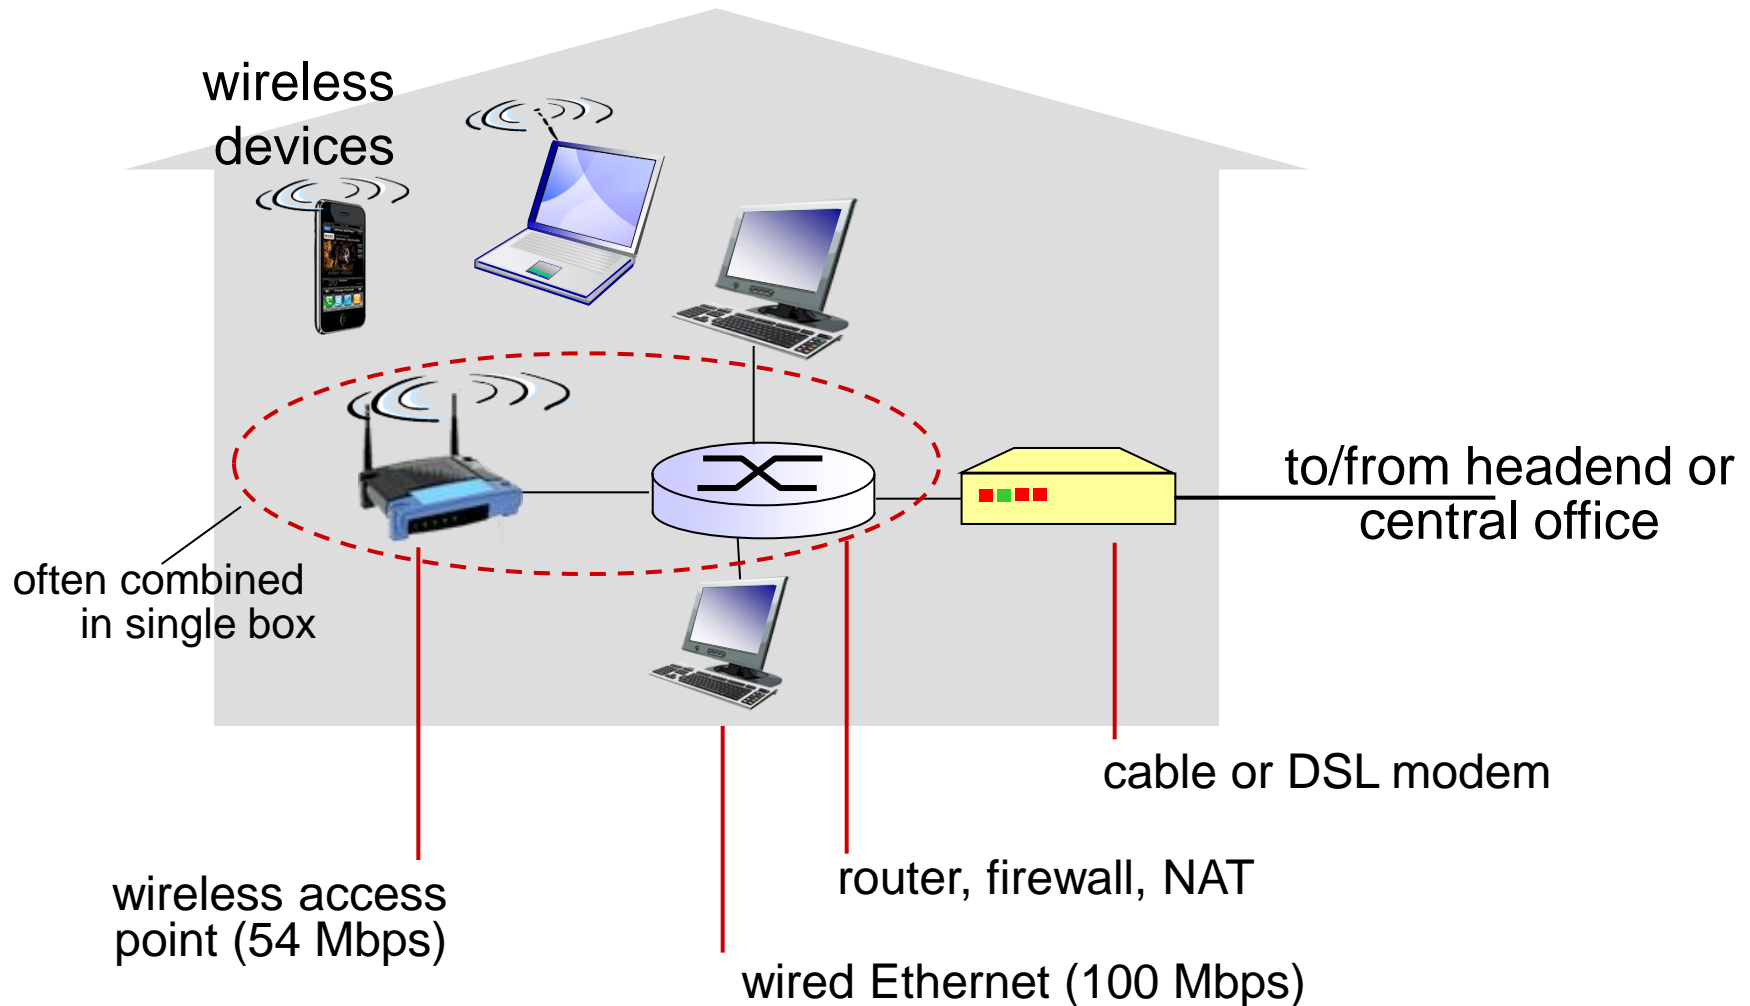 wireless
devices
to/from headend or
central office
often combined
in single box
cable or DSL modem
router, firewall, NAT
wireless access
point (54 Mbps)
wired Ethernet (100 Mbps)